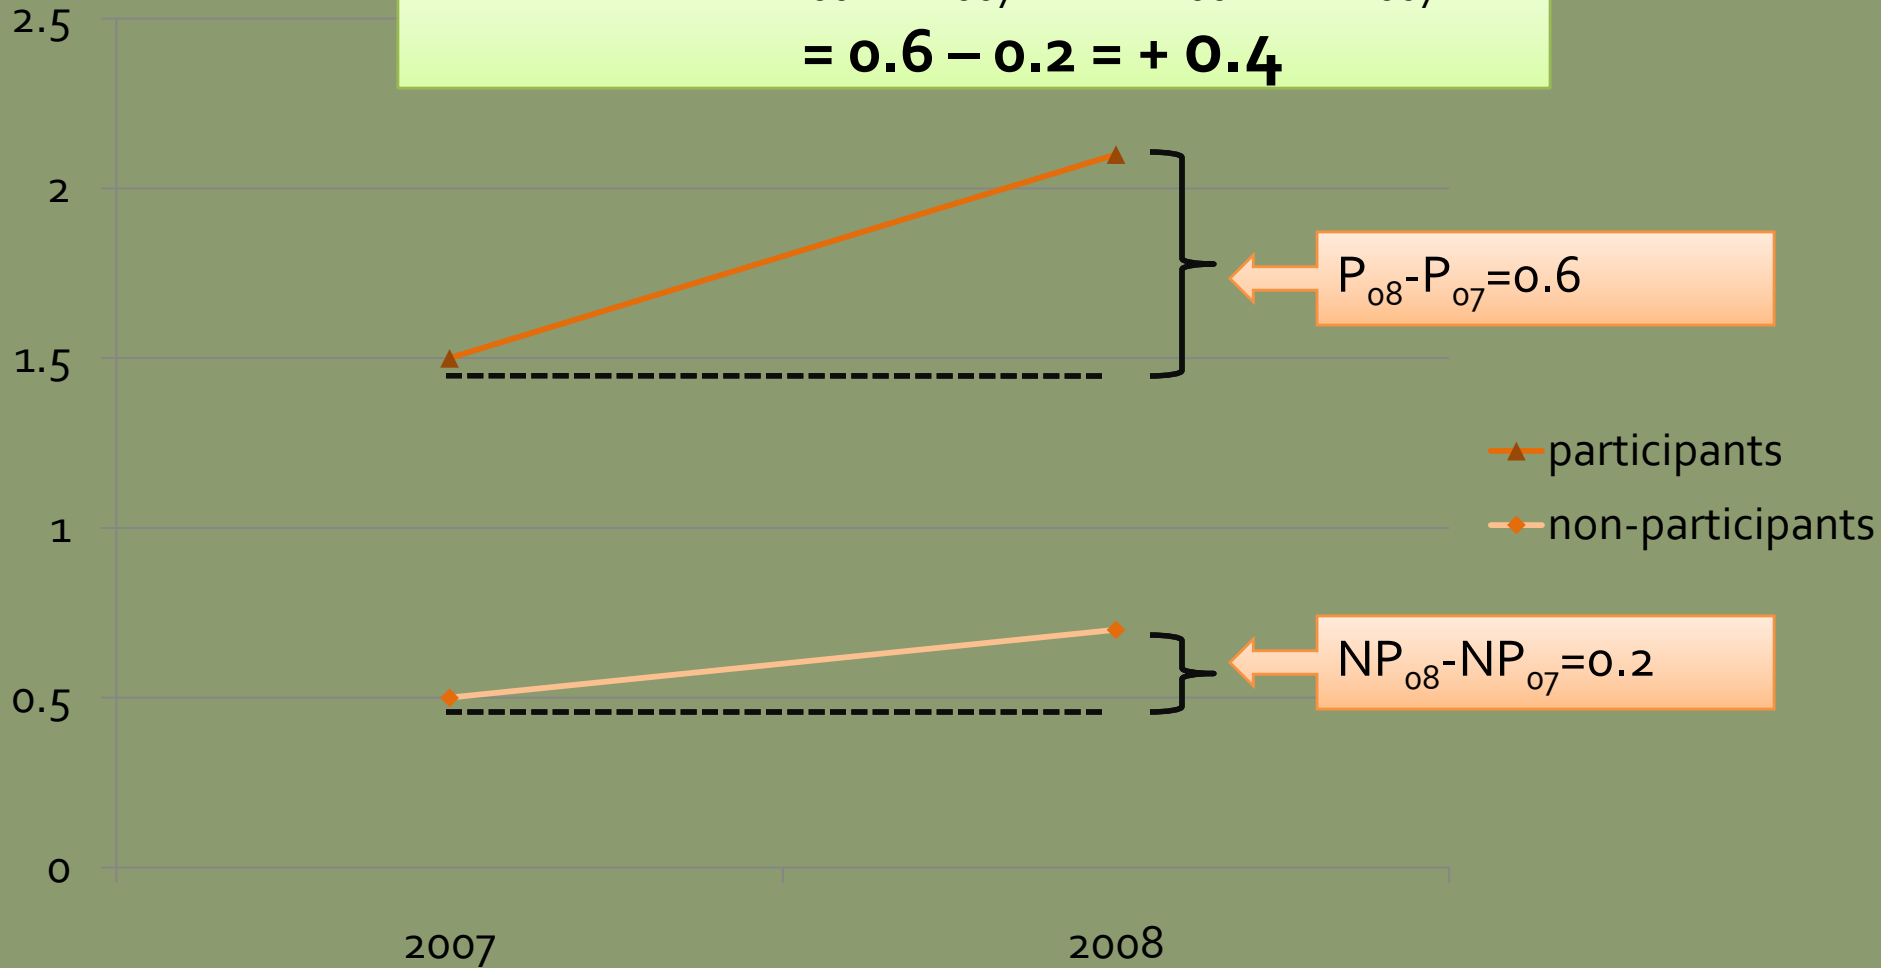 = 0.6 – 0.2 = + 0.4
2.5
2
1.5
1
0.5
0
P08-P07=0.6
participants
non-participants
NP08-NP07=0.2
2007
2008